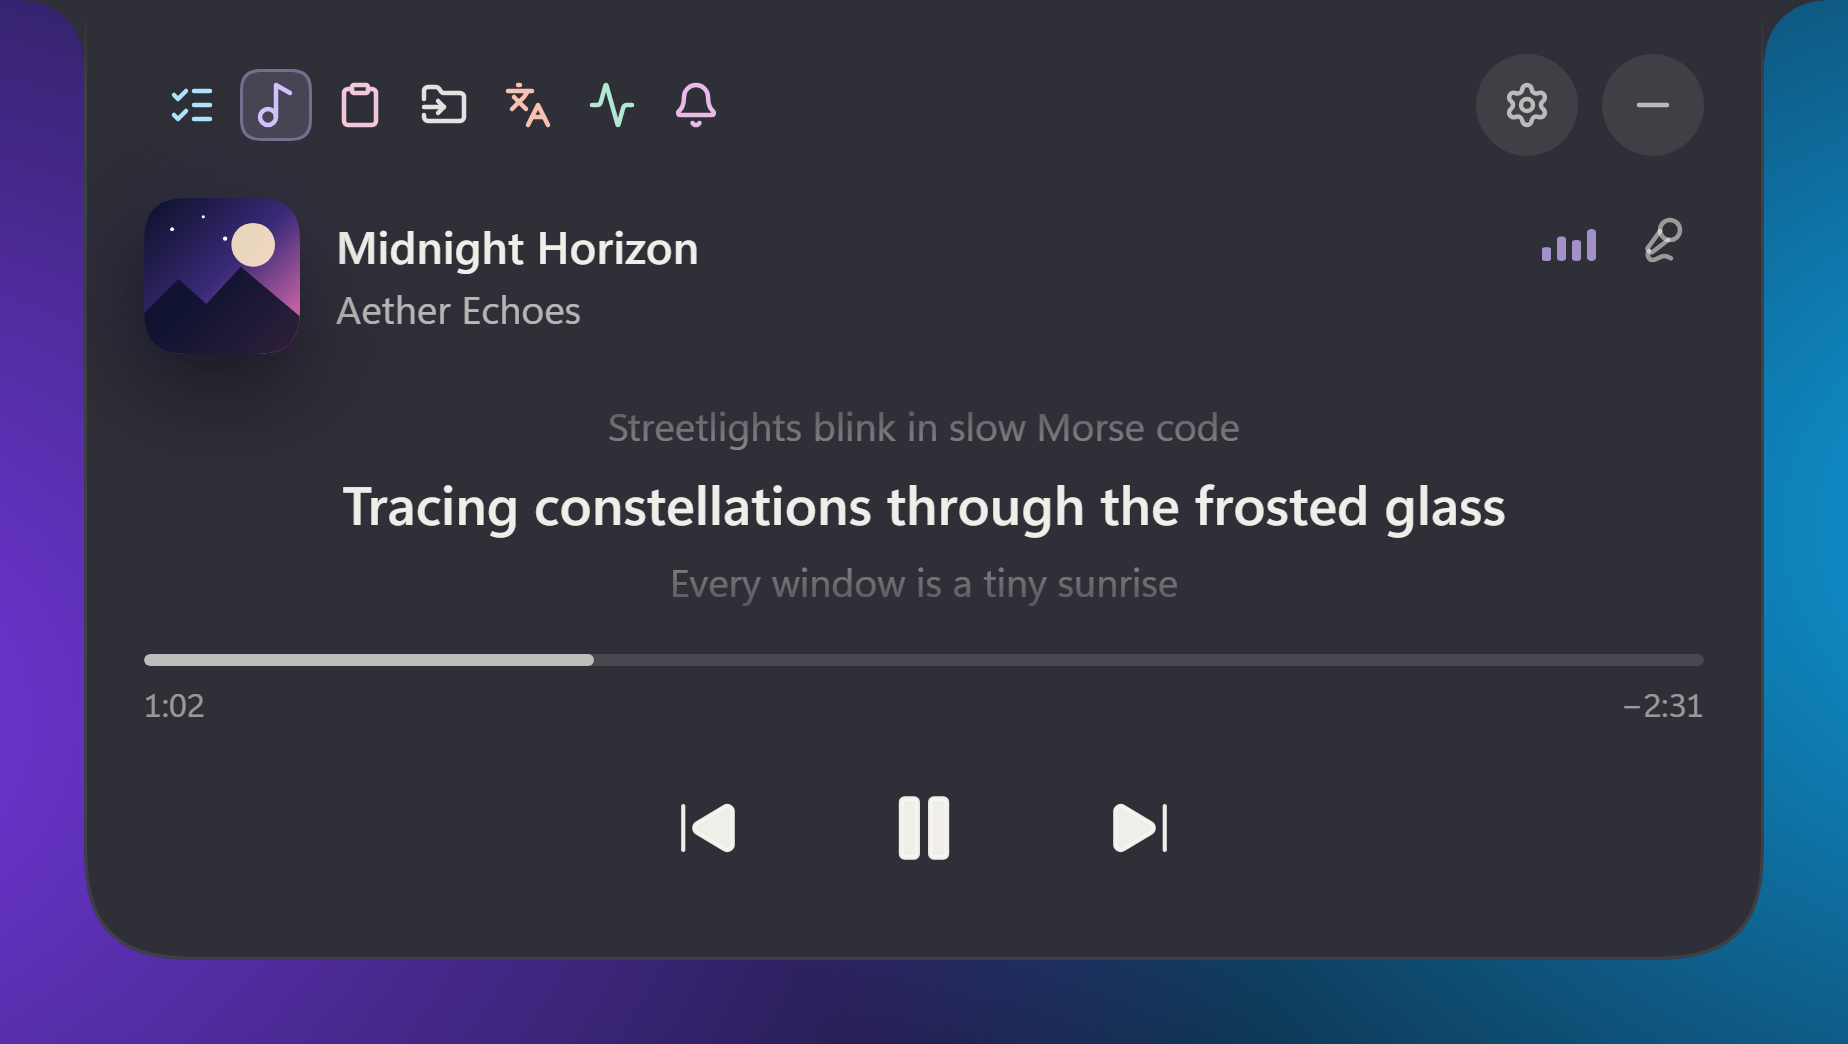 Midnight Horizon
Aether Echoes
Streetlights blink in slow Morse code
Tracing constellations through the frosted glass
Every window is a tiny sunrise
1:02
−2:31